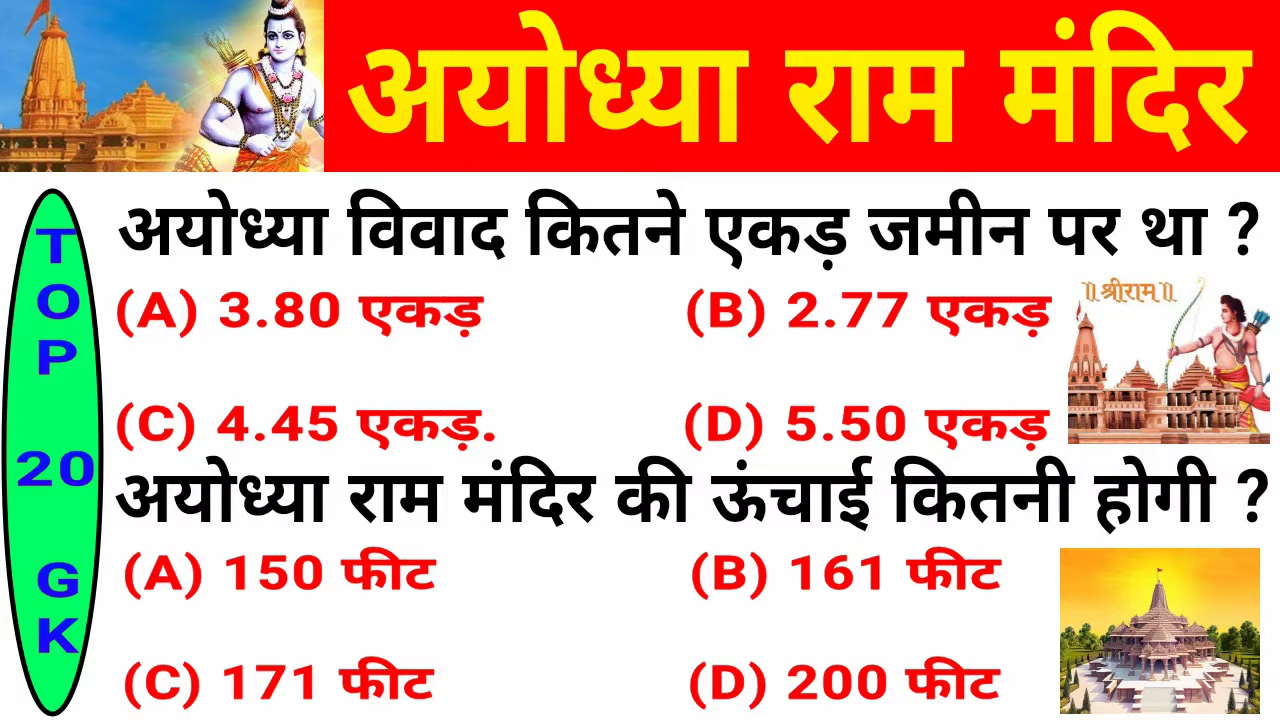 अयोध्या राम मंदिर
TOP 20 GK
अयोध्या विवाद कितने एकड़ जमीन पर था ?
(A) 3.80 एकड़ (B) 2.77 एकड़
॥ श्रीराम ॥
(C) 4.45 एकड़. (D) 5.50 एकड़
अयोध्या राम मंदिर की ऊंचाई कितनी होगी ?
(A) 150 फीट (B) 161 फीट
(C) 171 फीट (D) 200 फीट